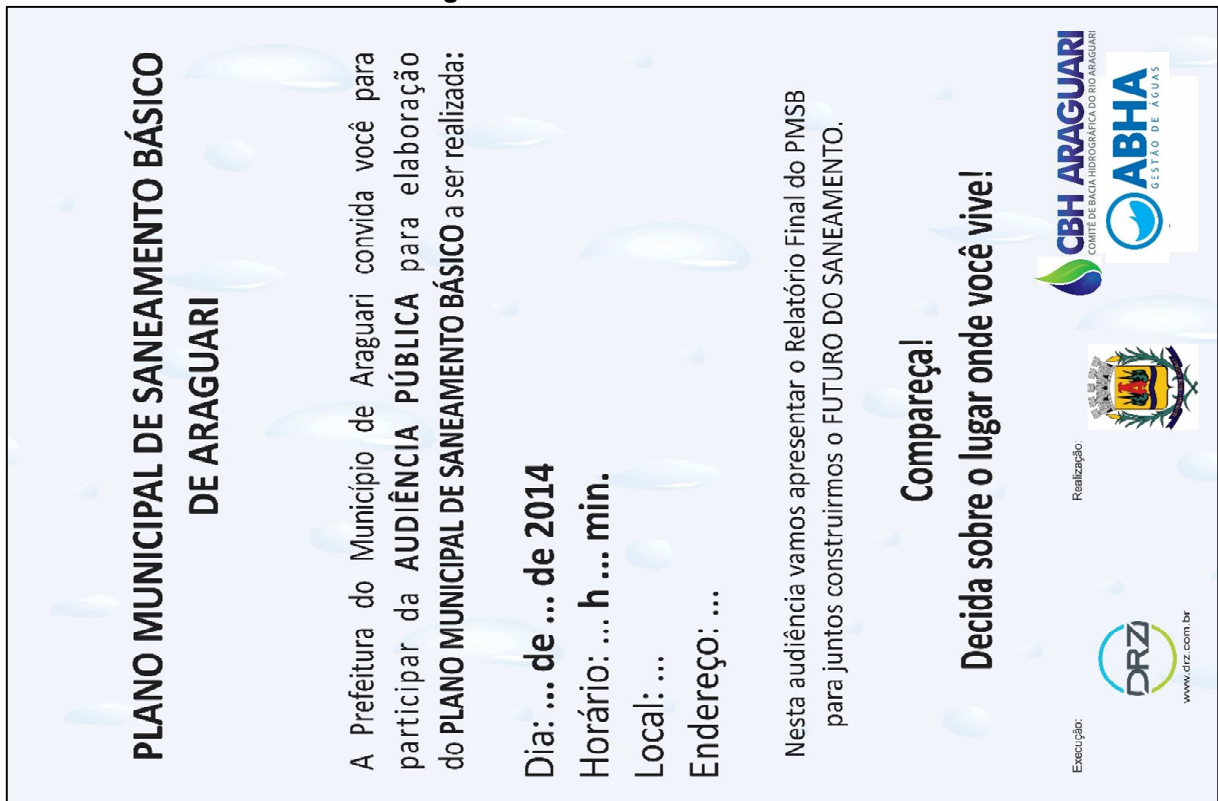 PLANO MUNICIPAL DE SANEAMENTO BÁSICO
DE ARAGUARI
A Prefeitura do Município de Araguari convida você para
participar da AUDIÊNCIA PÚBLICA para elaboração
do PLANO MUNICIPAL DE SANEAMENTO BÁSICO a ser realizada:
Dia: ... de ... de 2014
Horário: ... h ... min.
Local: ...
Endereço: ...
Nesta audiência vamos apresentar o Relatório Final do PMSB
para juntos construirmos o FUTURO DO SANEAMENTO.
Compareça!
Decida sobre o lugar onde você vive!
Execução:
DRZ
www.drz.com.br
Realização:
CBH ARAGUARI
COMITÊ DE BACIA HIDROGRÁFICA DO RIO ARAGUARI
ABHA
GESTÃO DE ÁGUAS